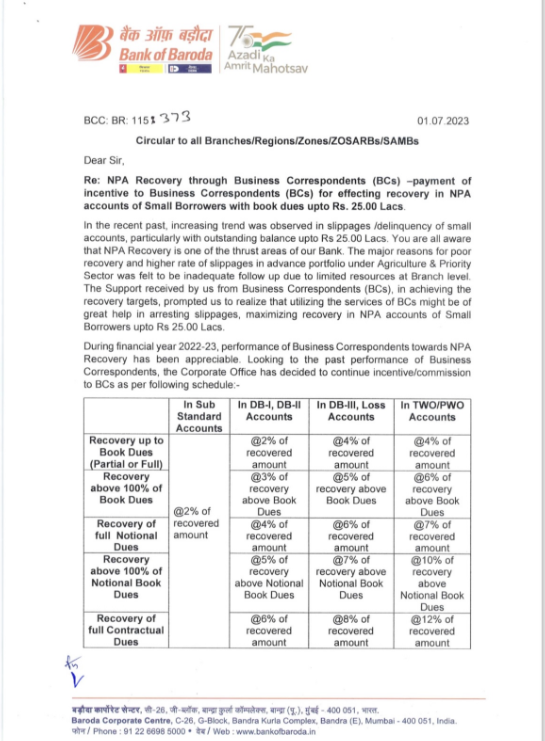 बैंक ऑफ़ बड़ौदा
Bank of Baroda
75
Azadi Ka
Amrit Mahotsav
BCC: BR: 115: 373
01.07.2023
Circular to all Branches/Regions/Zones/ZOSARBs/SAMBs
Dear Sir,
Re: NPA Recovery through Business Correspondents (BCs) –payment of
incentive to Business Correspondents (BCs) for effecting recovery in NPA
accounts of Small Borrowers with book dues upto Rs. 25.00 Lacs.
In the recent past, increasing trend was observed in slippages /delinquency of small
accounts, particularly with outstanding balance upto Rs 25.00 Lacs. You are all aware
that NPA Recovery is one of the thrust areas of our Bank. The major reasons for poor
recovery and higher rate of slippages in advance portfolio under Agriculture & Priority
Sector was felt to be inadequate follow up due to limited resources at Branch level.
The Support received by us from Business Correspondents (BCs), in achieving the
recovery targets, prompted us to realize that utilizing the services of BCs might be of
great help in arresting slippages, maximizing recovery in NPA accounts of Small
Borrowers upto Rs 25.00 Lacs.
During financial year 2022-23, performance of Business Correspondents towards NPA
Recovery has been appreciable. Looking to the past performance of Business
Correspondents, the Corporate Office has decided to continue incentive/commission
to BCs as per following schedule:-
In Sub Standard Accounts
In DB-I, DB-II Accounts
In DB-III, Loss Accounts
In TWO/PWO Accounts
Recovery up to Book Dues (Partial or Full)
@2% of recovered amount
@2% of recovered amount
@4% of recovered amount
@4% of recovered amount
Recovery above 100% of Book Dues
@3% of recovery above Book Dues
@5% of recovery above Book Dues
@6% of recovery above Book Dues
Recovery of full Notional Dues
@4% of recovered amount
@6% of recovered amount
@7% of recovered amount
Recovery above 100% of Notional Book Dues
@5% of recovery above Notional Book Dues
@7% of recovery above Notional Book Dues
@10% of recovery above Notional Book Dues
Recovery of full Contractual Dues
@6% of recovered amount
@8% of recovered amount
@12% of recovered amount
बड़ौदा कार्पोरेट सेन्टर, सी-26, जी-ब्लॉक, बान्द्रा कुर्ला कॉम्प्लेक्स, बान्द्रा (पू.), मुंबई - 400 051, भारत.
Baroda Corporate Centre, C-26, G-Block, Bandra Kurla Complex, Bandra (E), Mumbai - 400 051, India.
फोन / Phone : 91 22 6698 5000 • वेब / Web : www.bankofbaroda.in